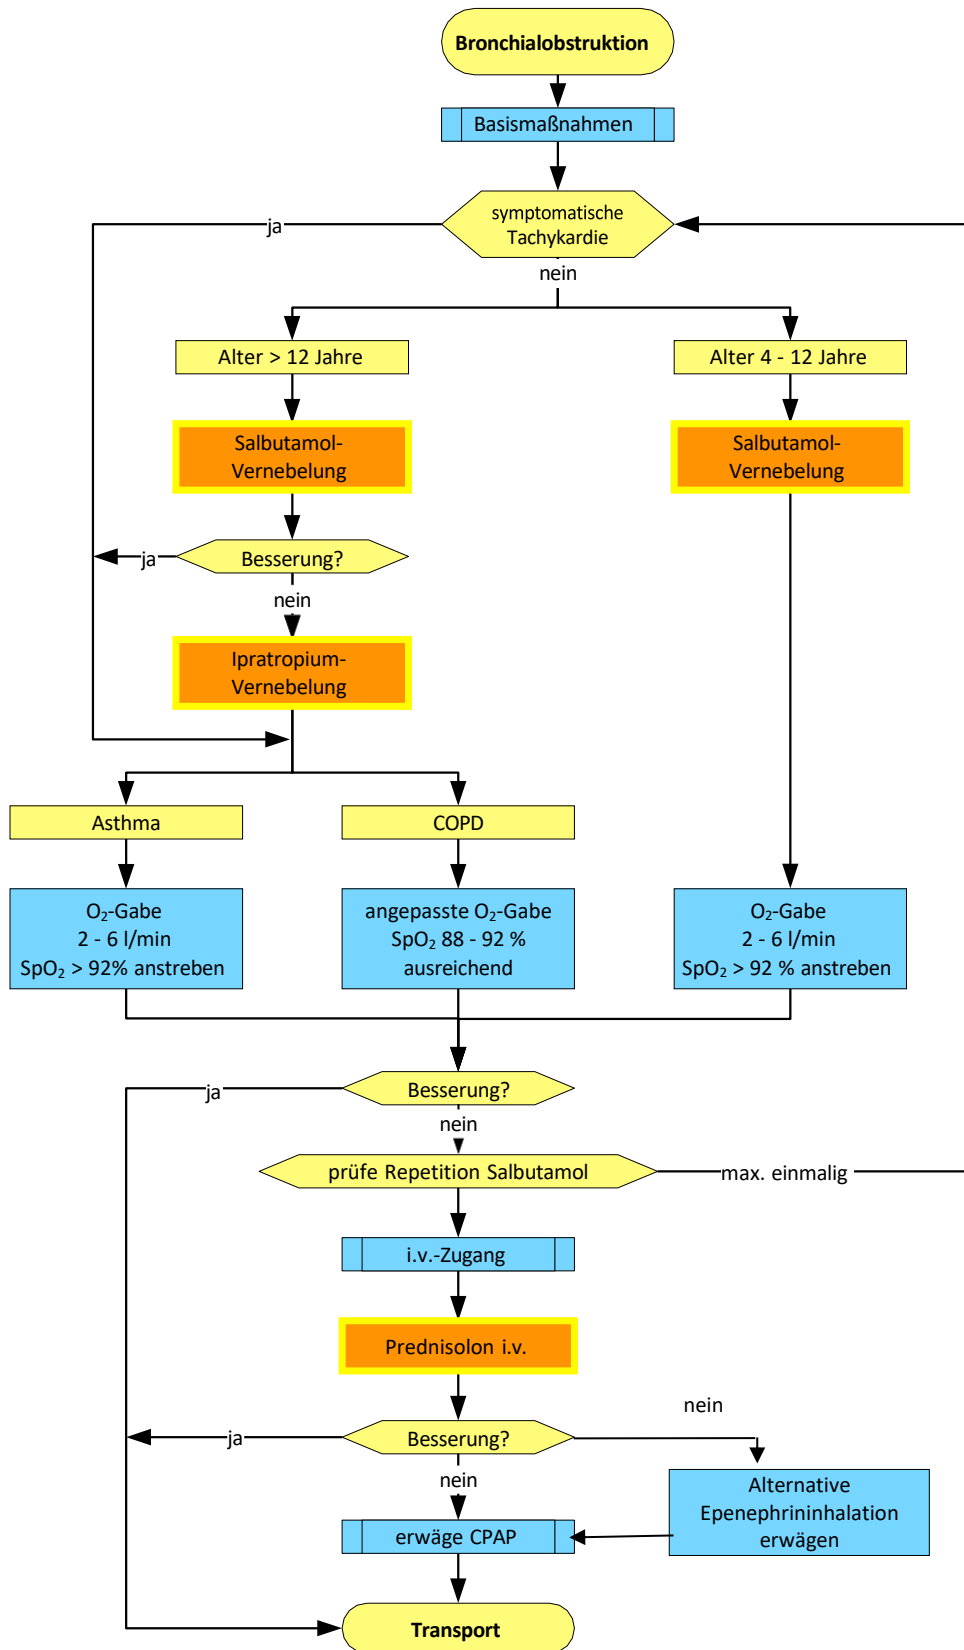 Bronchialobstruktion
Basismaßnahmen
symptomatische
Tachykardie
ja
nein
Alter > 12 Jahre
Alter 4 - 12 Jahre
Salbutamol-
Vernebelung
Salbutamol-
Vernebelung
ja
Besserung?
nein
Ipratropium-
Vernebelung
Asthma
COPD
O₂-Gabe
2 - 6 l/min
SpO₂ > 92% anstreben
angepasste O₂-Gabe
SpO₂ 88 - 92 %
ausreichend
O₂-Gabe
2 - 6 l/min
SpO₂ > 92 % anstreben
ja
Besserung?
nein
prüfe Repetition Salbutamol
max. einmalig
i.v.-Zugang
Prednisolon i.v.
nein
ja
Besserung?
nein
Alternative
Epenephrininhalation
erwägen
erwäge CPAP
Transport